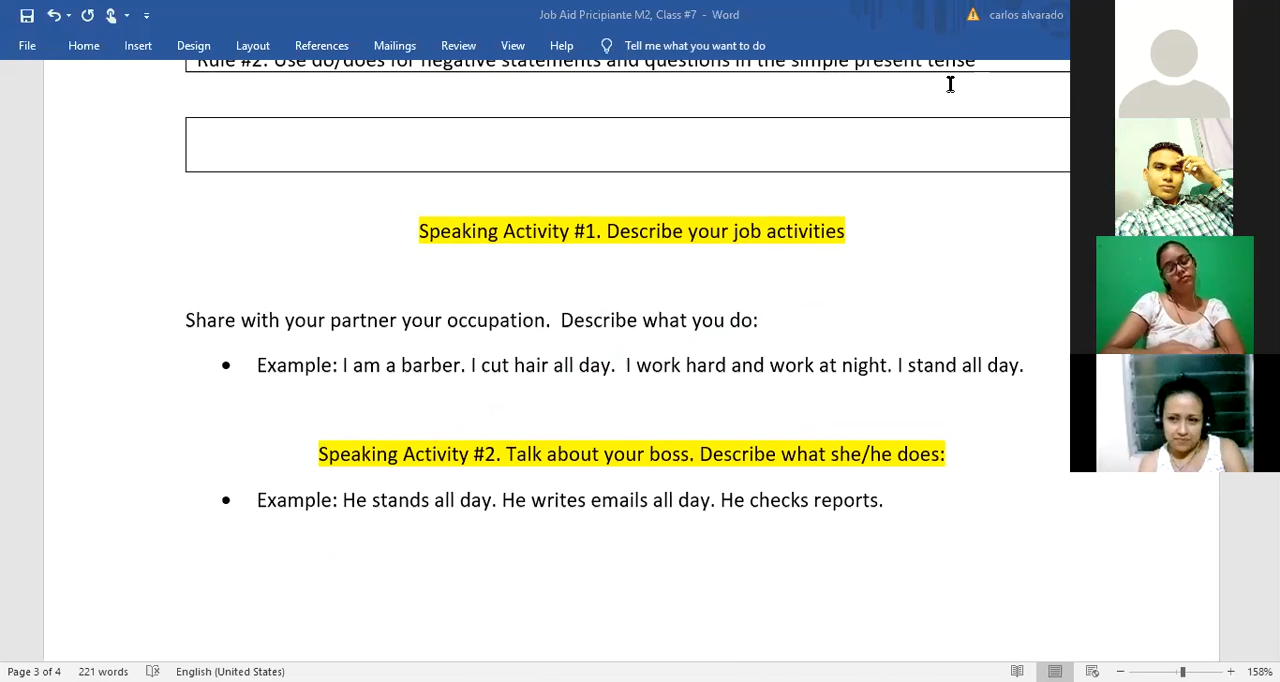 Job Aid Pricipiante M2, Class #7 - Word
carlos alvarado
File Home Insert Design Layout References Mailings Review View Help Tell me what you want to do
Rule #2. Use do/does for negative statements and questions in the simple present tense
Speaking Activity #1. Describe your job activities
Share with your partner your occupation. Describe what you do:
• Example: I am a barber. I cut hair all day. I work hard and work at night. I stand all day.
Speaking Activity #2. Talk about your boss. Describe what she/he does:
• Example: He stands all day. He writes emails all day. He checks reports.
Page 3 of 4 221 words English (United States) 158%